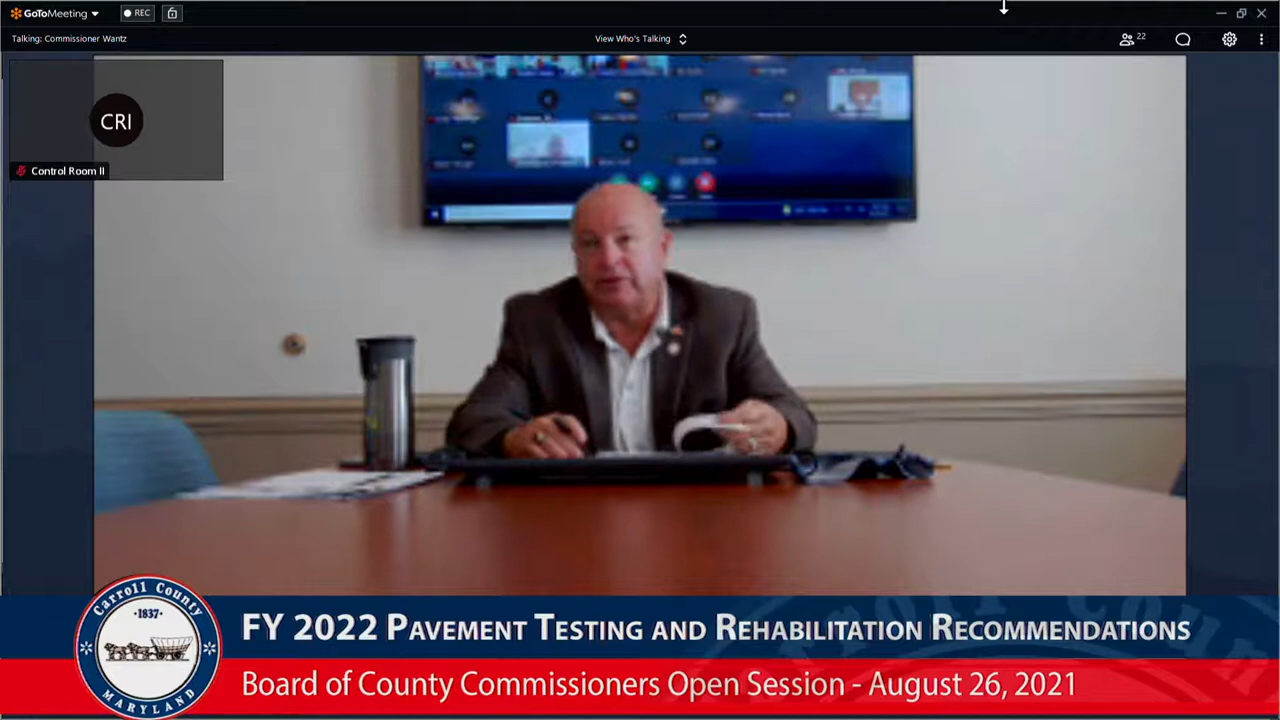 GoToMeeting
REC
Talking: Commissioner Wantz
View Who's Talking
22
CRI
Control Room II
Carroll County
·1837·
MARYLAND
FY 2022 PAVEMENT TESTING AND REHABILITATION RECOMMENDATIONS
Board of County Commissioners Open Session - August 26, 2021